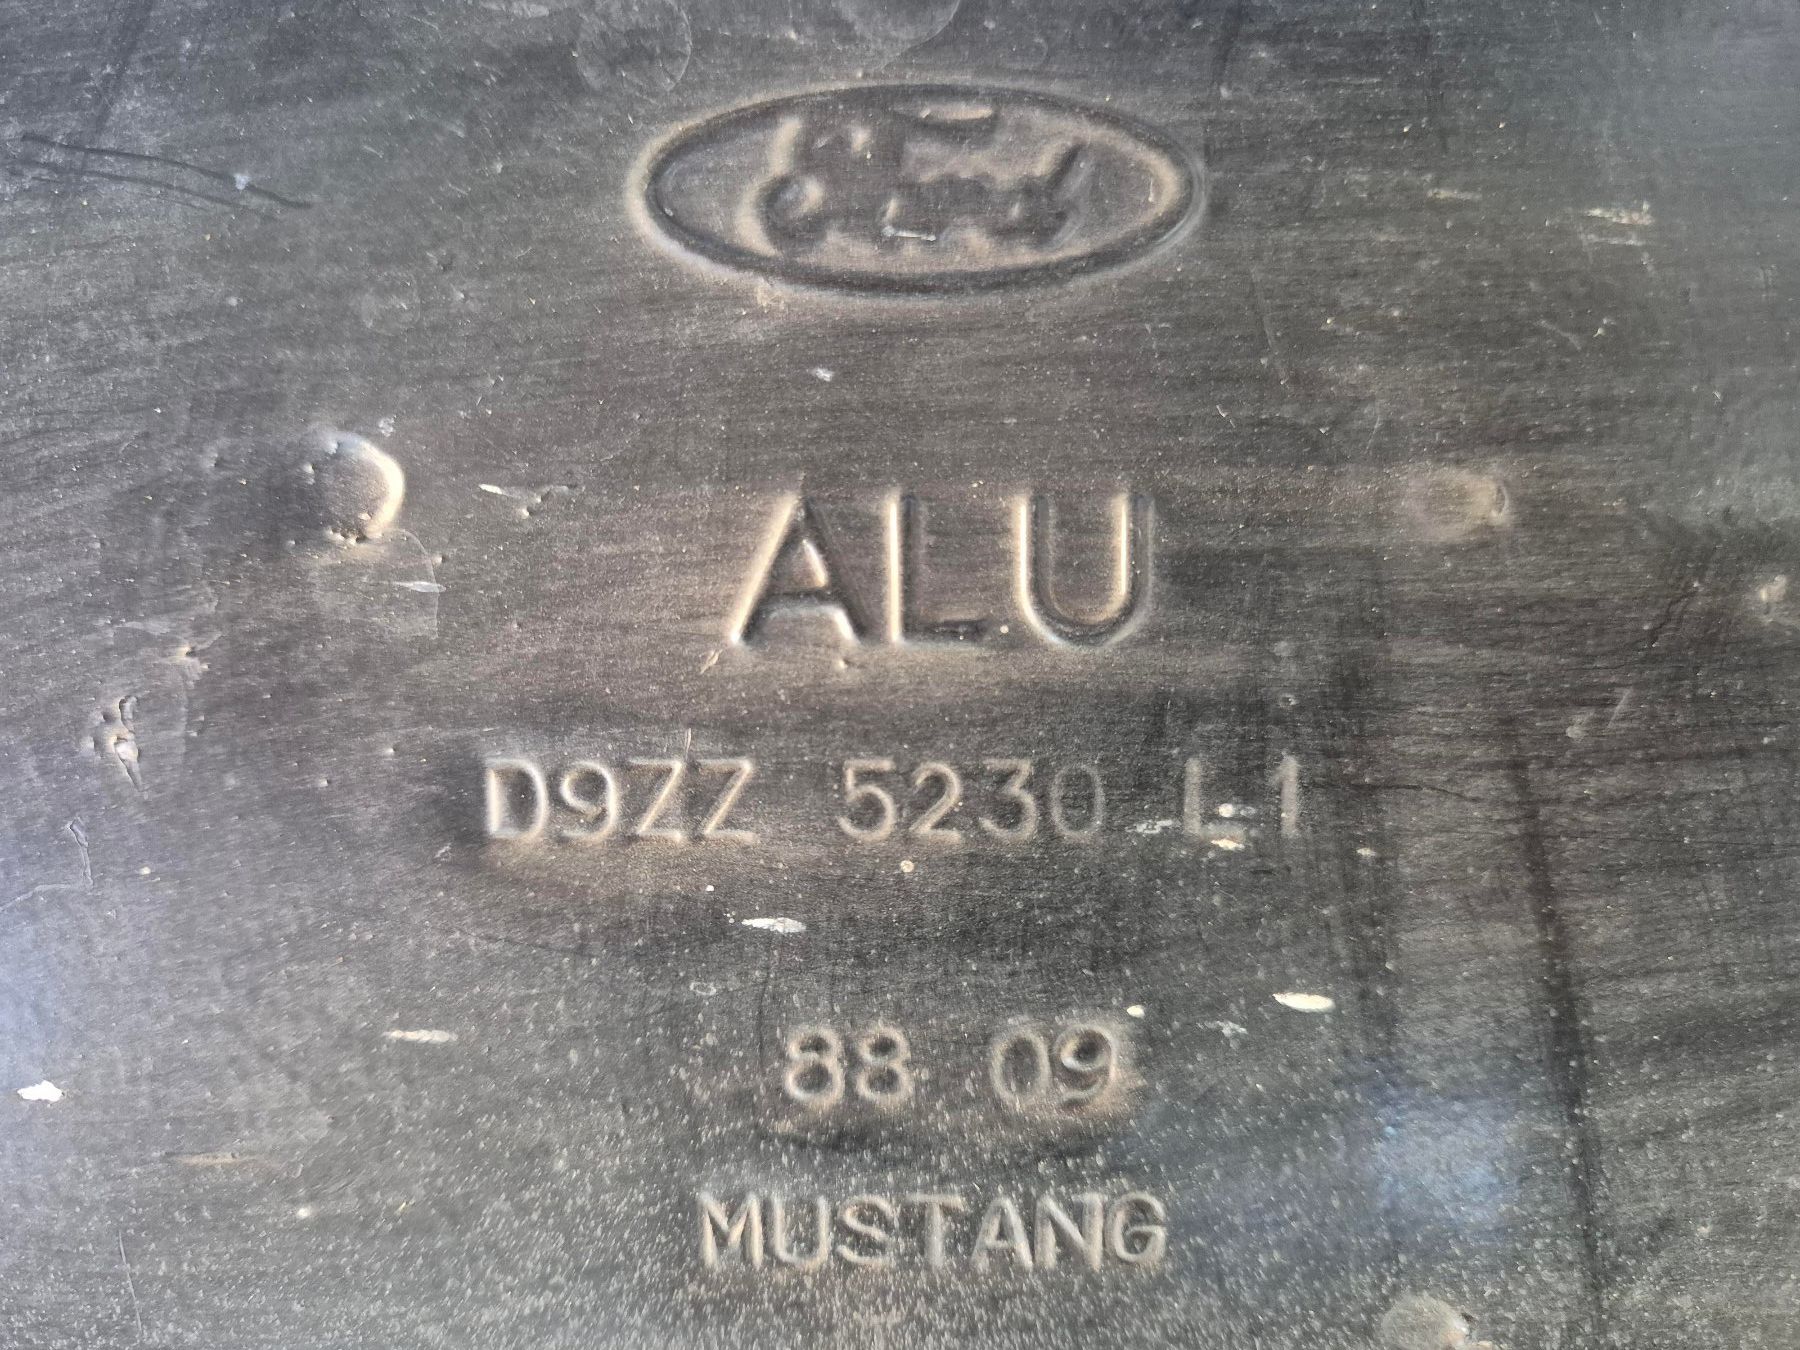 Ford
ALU
D9ZZ 5230 L1
88 09
MUSTANG